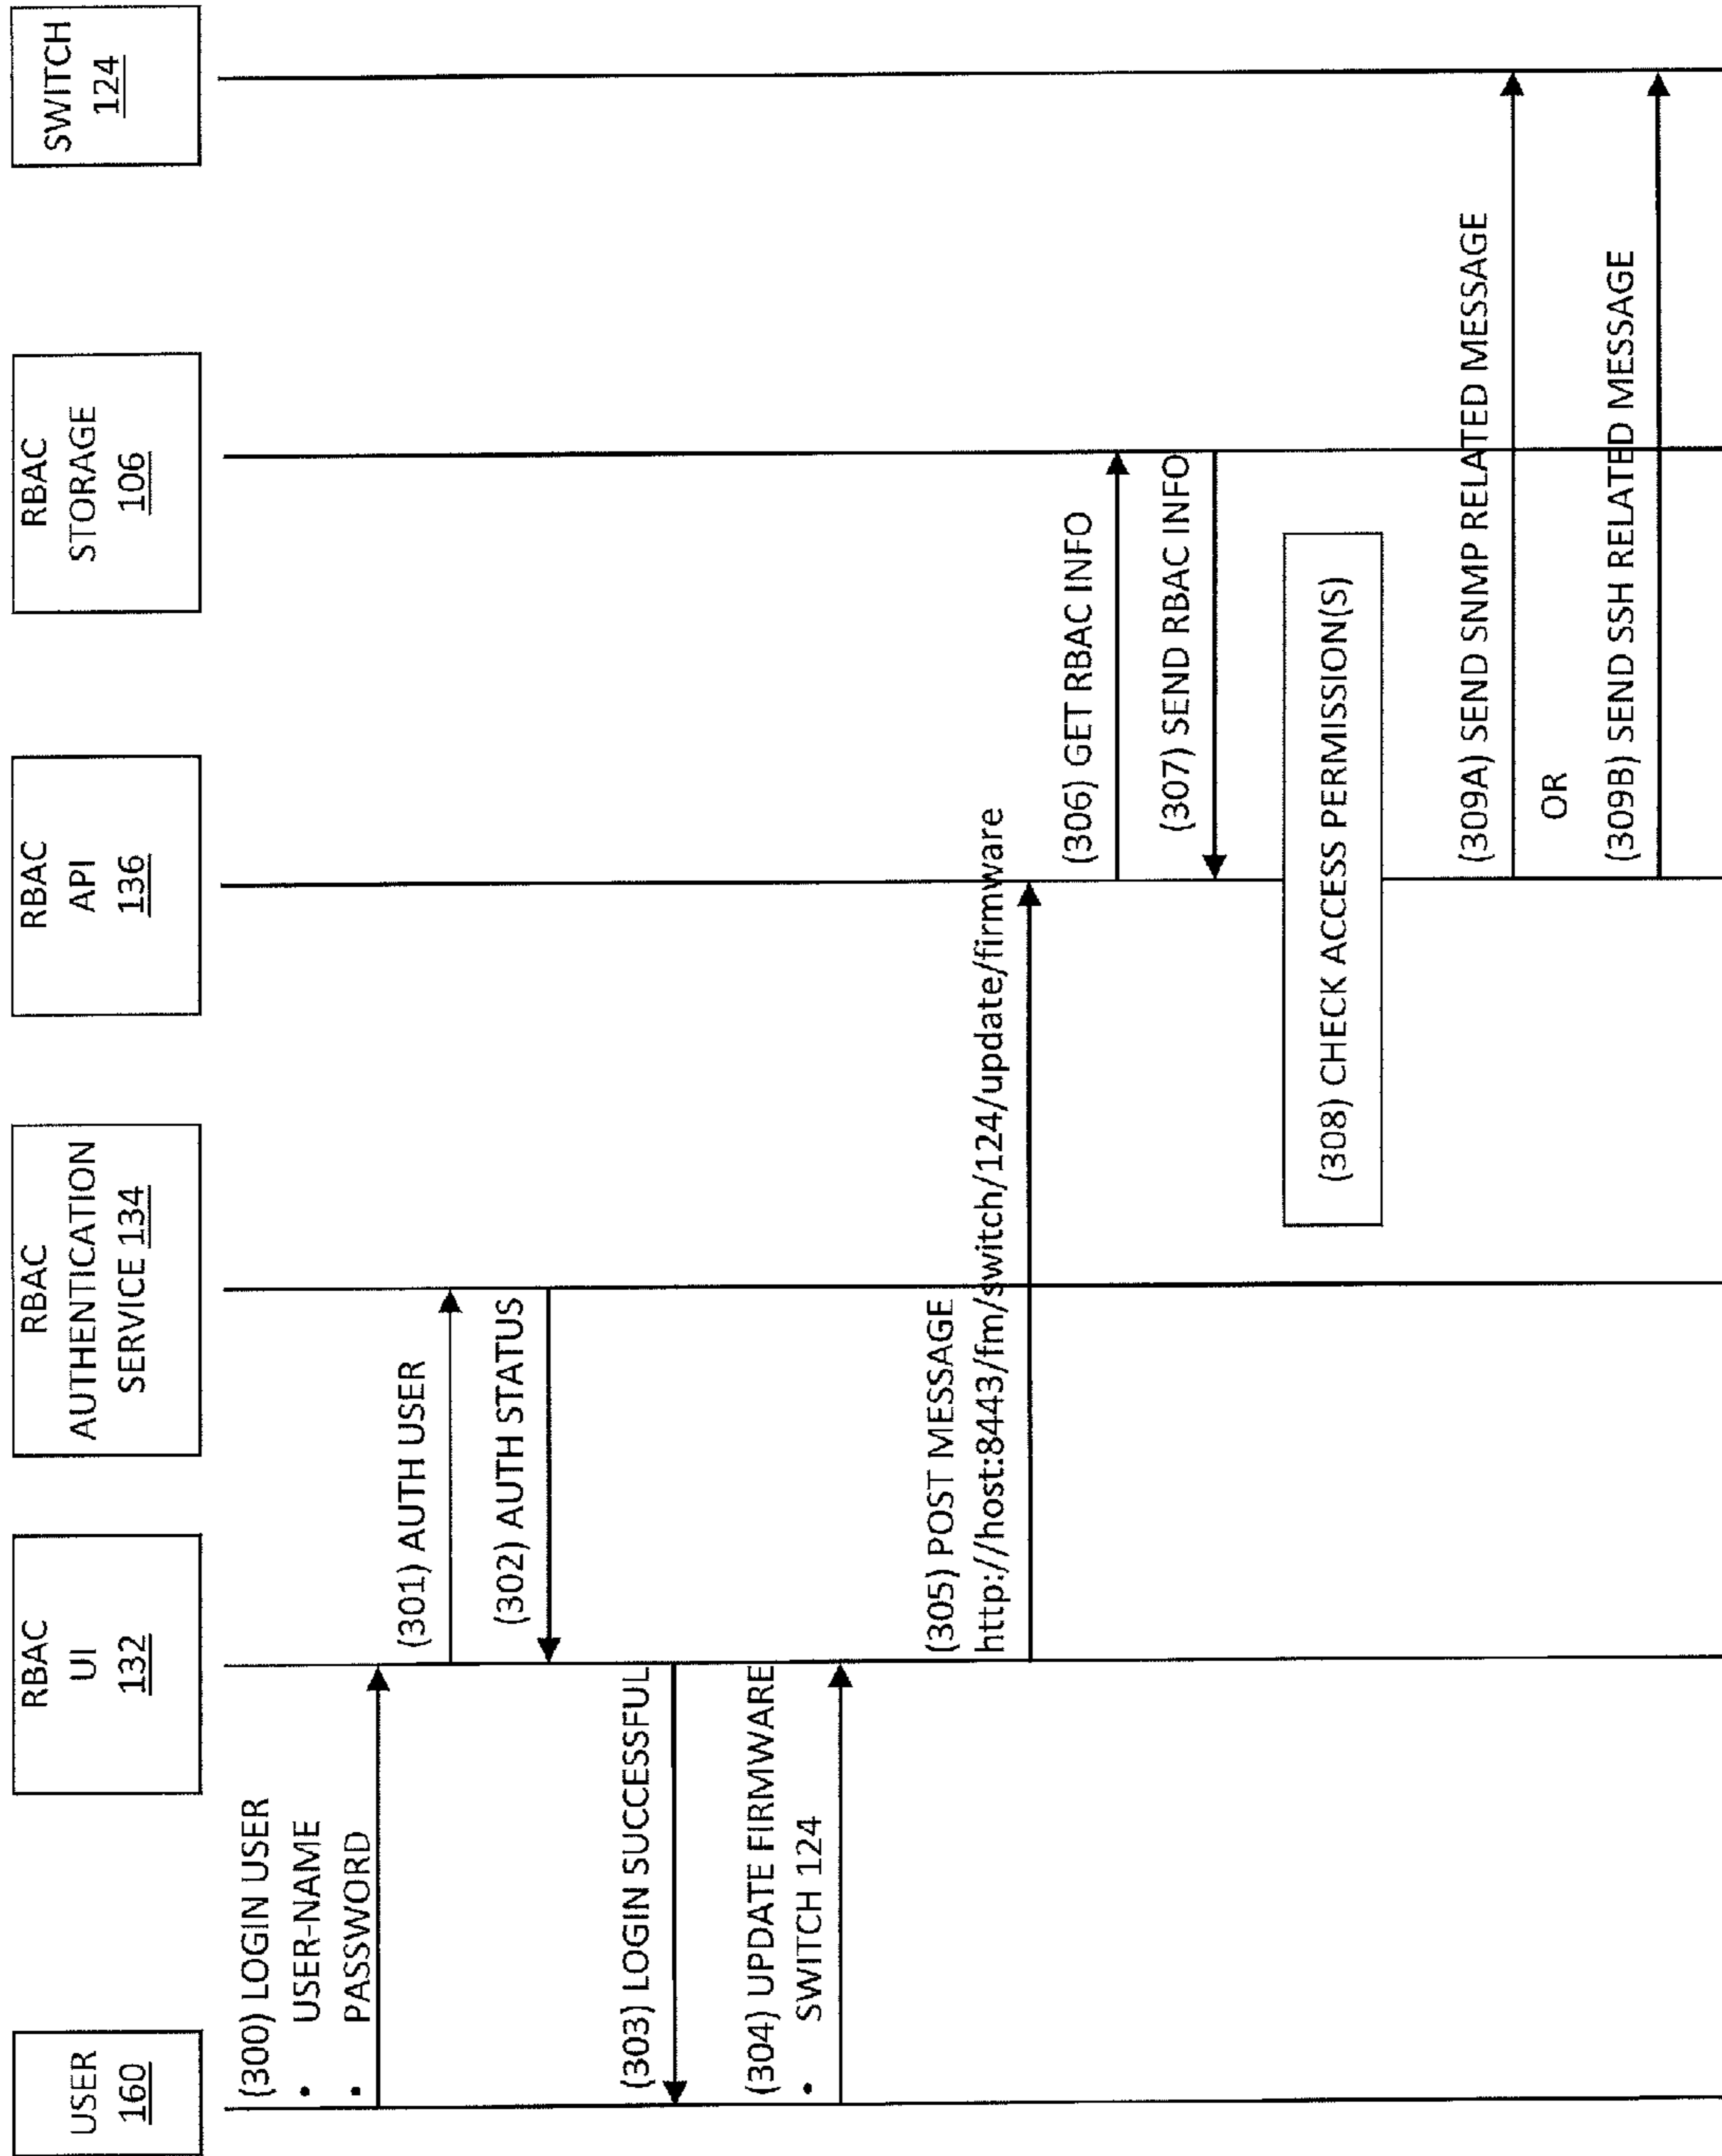 USER
160
RBAC
UI
132
RBAC
AUTHENTICATION
SERVICE 134
RBAC
API
136
RBAC
STORAGE
106
SWITCH
124
(300) LOGIN USER
• USER-NAME
• PASSWORD
(301) AUTH USER
(302) AUTH STATUS
(303) LOGIN SUCCESSFUL
(304) UPDATE FIRMWARE
• SWITCH 124
(305) POST MESSAGE
http://host:8443/fm/switch/124/update/firmware
(306) GET RBAC INFO
(307) SEND RBAC INFO
(308) CHECK ACCESS PERMISSION(S)
(309A) SEND SNMP RELATED MESSAGE
OR
(309B) SEND SSH RELATED MESSAGE